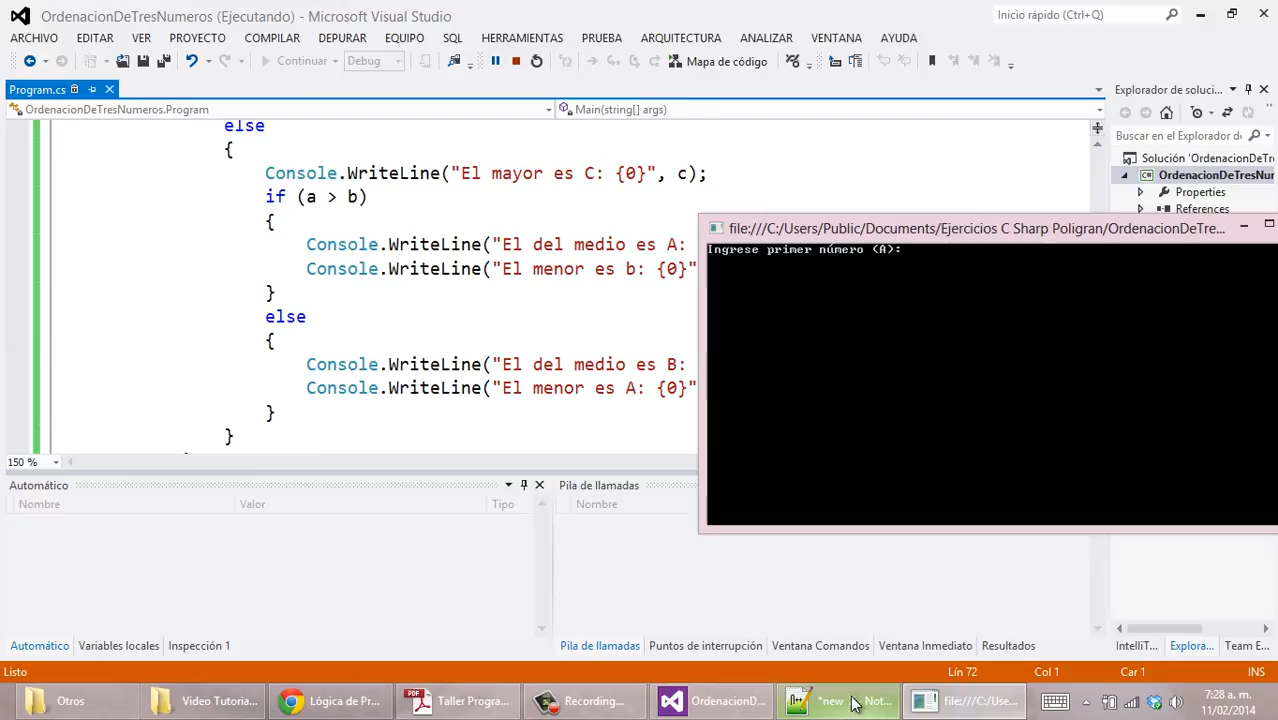 OrdenacionDeTresNumeros (Ejecutando) - Microsoft Visual Studio
Inicio rápido (Ctrl+Q)
ARCHIVO EDITAR VER PROYECTO COMPILAR DEPURAR EQUIPO SQL HERRAMIENTAS PRUEBA ARQUITECTURA ANALIZAR VENTANA AYUDA
Continuar Debug Mapa de código
Program.cs
Explorador de soluci...
OrdenacionDeTresNumeros.Program
Main(string[] args)
Buscar en el Explorador d
else
{
Console.WriteLine("El mayor es C: {0}", c);
if (a > b)
{
Console.WriteLine("El del medio es A:
Console.WriteLine("El menor es b: {0}"
}
else
{
Console.WriteLine("El del medio es B:
Console.WriteLine("El menor es A: {0}"
}
}
Solución 'OrdenacionDeTre
C#
OrdenacionDeTresNum
Properties
References
file:///C:/Users/Public/Documents/Ejercicios C Sharp Poligran/OrdenacionDeTre...
Ingrese primer número (A):
150 %
Automático
Nombre Valor Tipo
Pila de llamadas
Nombre
Automático Variables locales Inspección 1
Pila de llamadas Puntos de interrupción Ventana Comandos Ventana Inmediato Resultados
IntelliT... Explora... Team E...
Listo
Lín 72 Col 1 Car 1 INS
Otros
Video Tutoria...
Lógica de Pr...
PDF
Taller Progra...
Recording...
OrdenacionD...
*new
Not...
file:///C:/Use...
7:28 a. m.
11/02/2014